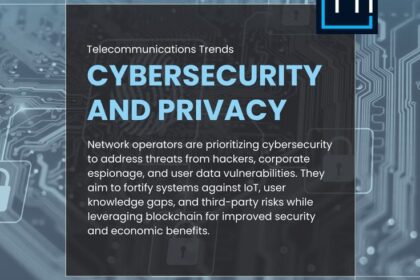 Telecommunications Trends
CYBERSECURITY
AND PRIVACY
Network operators are prioritizing cybersecurity
to address threats from hackers, corporate
espionage, and user data vulnerabilities. They
aim to fortify systems against IoT, user
knowledge gaps, and third-party risks while
leveraging blockchain for improved security
and economic benefits.